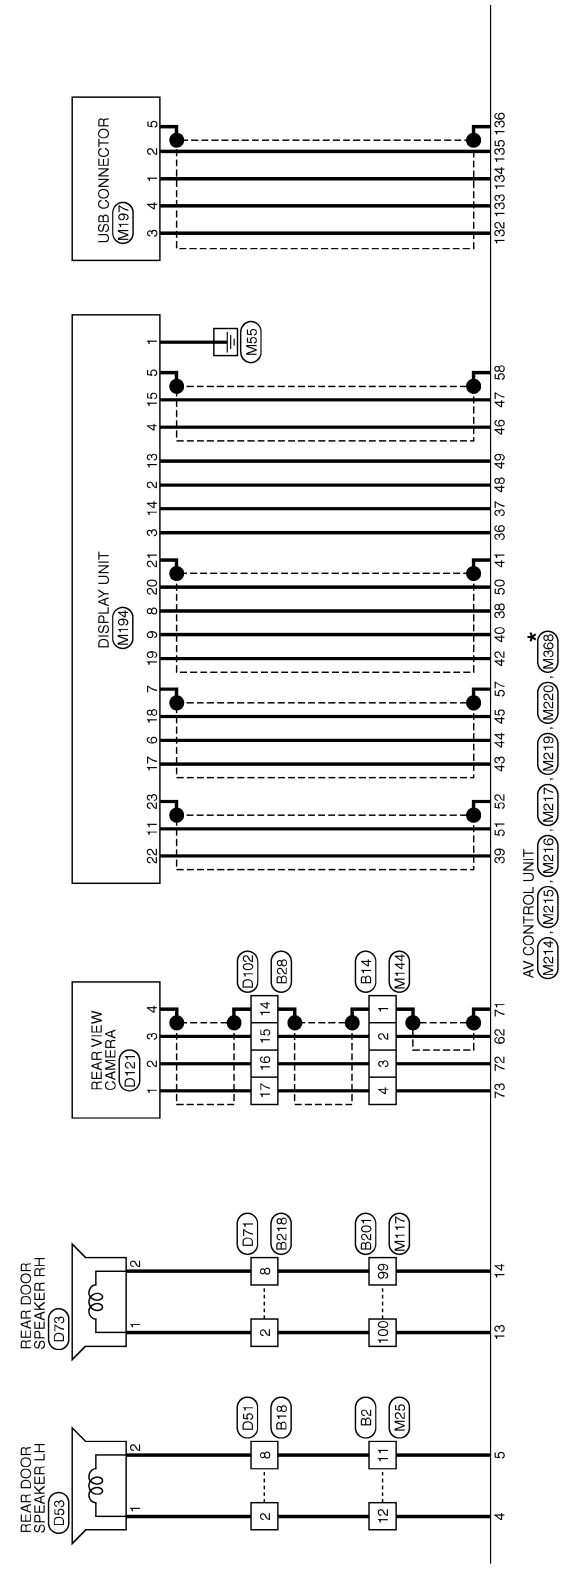 REAR DOOR
SPEAKER LH
D53
1 2
2 8
D51
B18
12 11
B2
M25
4 5
REAR DOOR
SPEAKER RH
D73
1 2
2 8
D71
B218
100 99
B201
M117
13 14
REAR VIEW
CAMERA
D121
1 2 3 4
17 16 15 14
D102
B28
4 3 2 1
B14
M144
73 72 62 71
DISPLAY UNIT
M194
22 11 23 17 6 18 7 19 9 8 20 21 3 14 2 13 4 15 5 1
M55
39 51 52 43 44 45 57 42 40 38 50 41 36 37 48 49 46 47 58
USB CONNECTOR
M197
3 4 1 2 5
132 133 134 135 136
AV CONTROL UNIT
M214 , M215 , M216 , M217 , M219 , M220 , M368 *